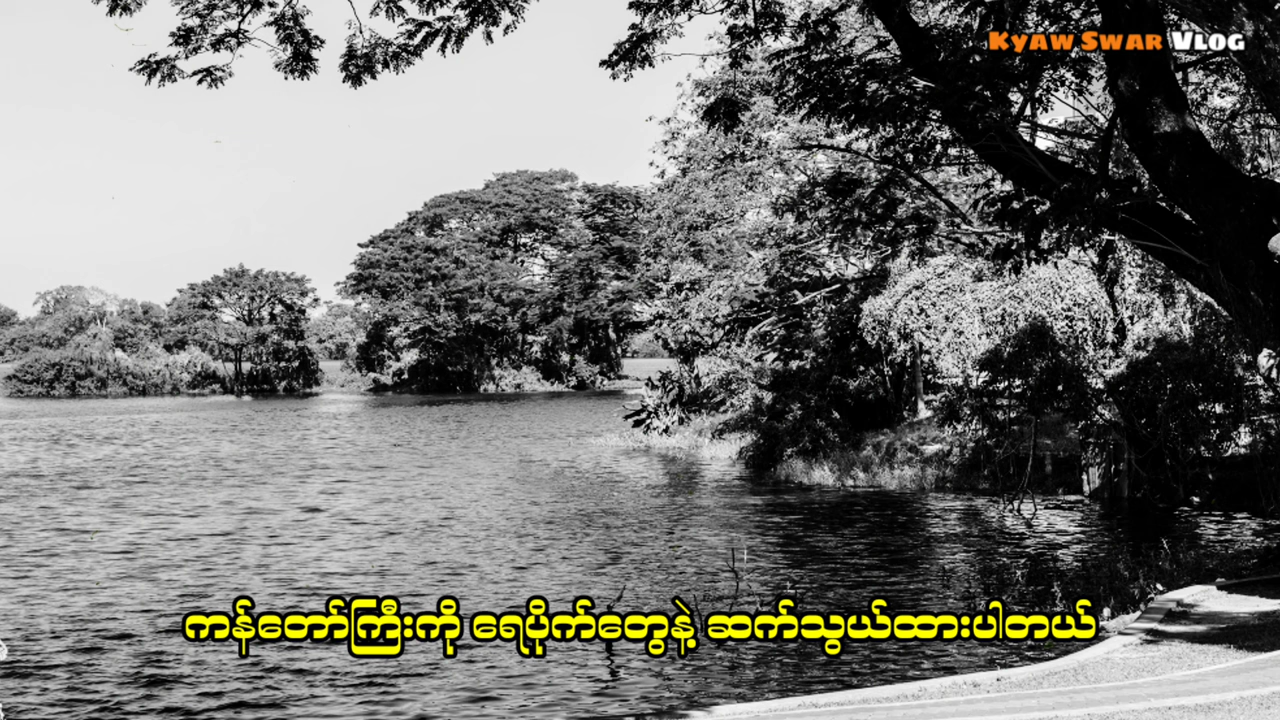 Kyaw Swar Vlog
ကန်တော်ကြီးကို ရေပိုက်တွေနဲ့ ဆက်သွယ်ထားပါတယ်